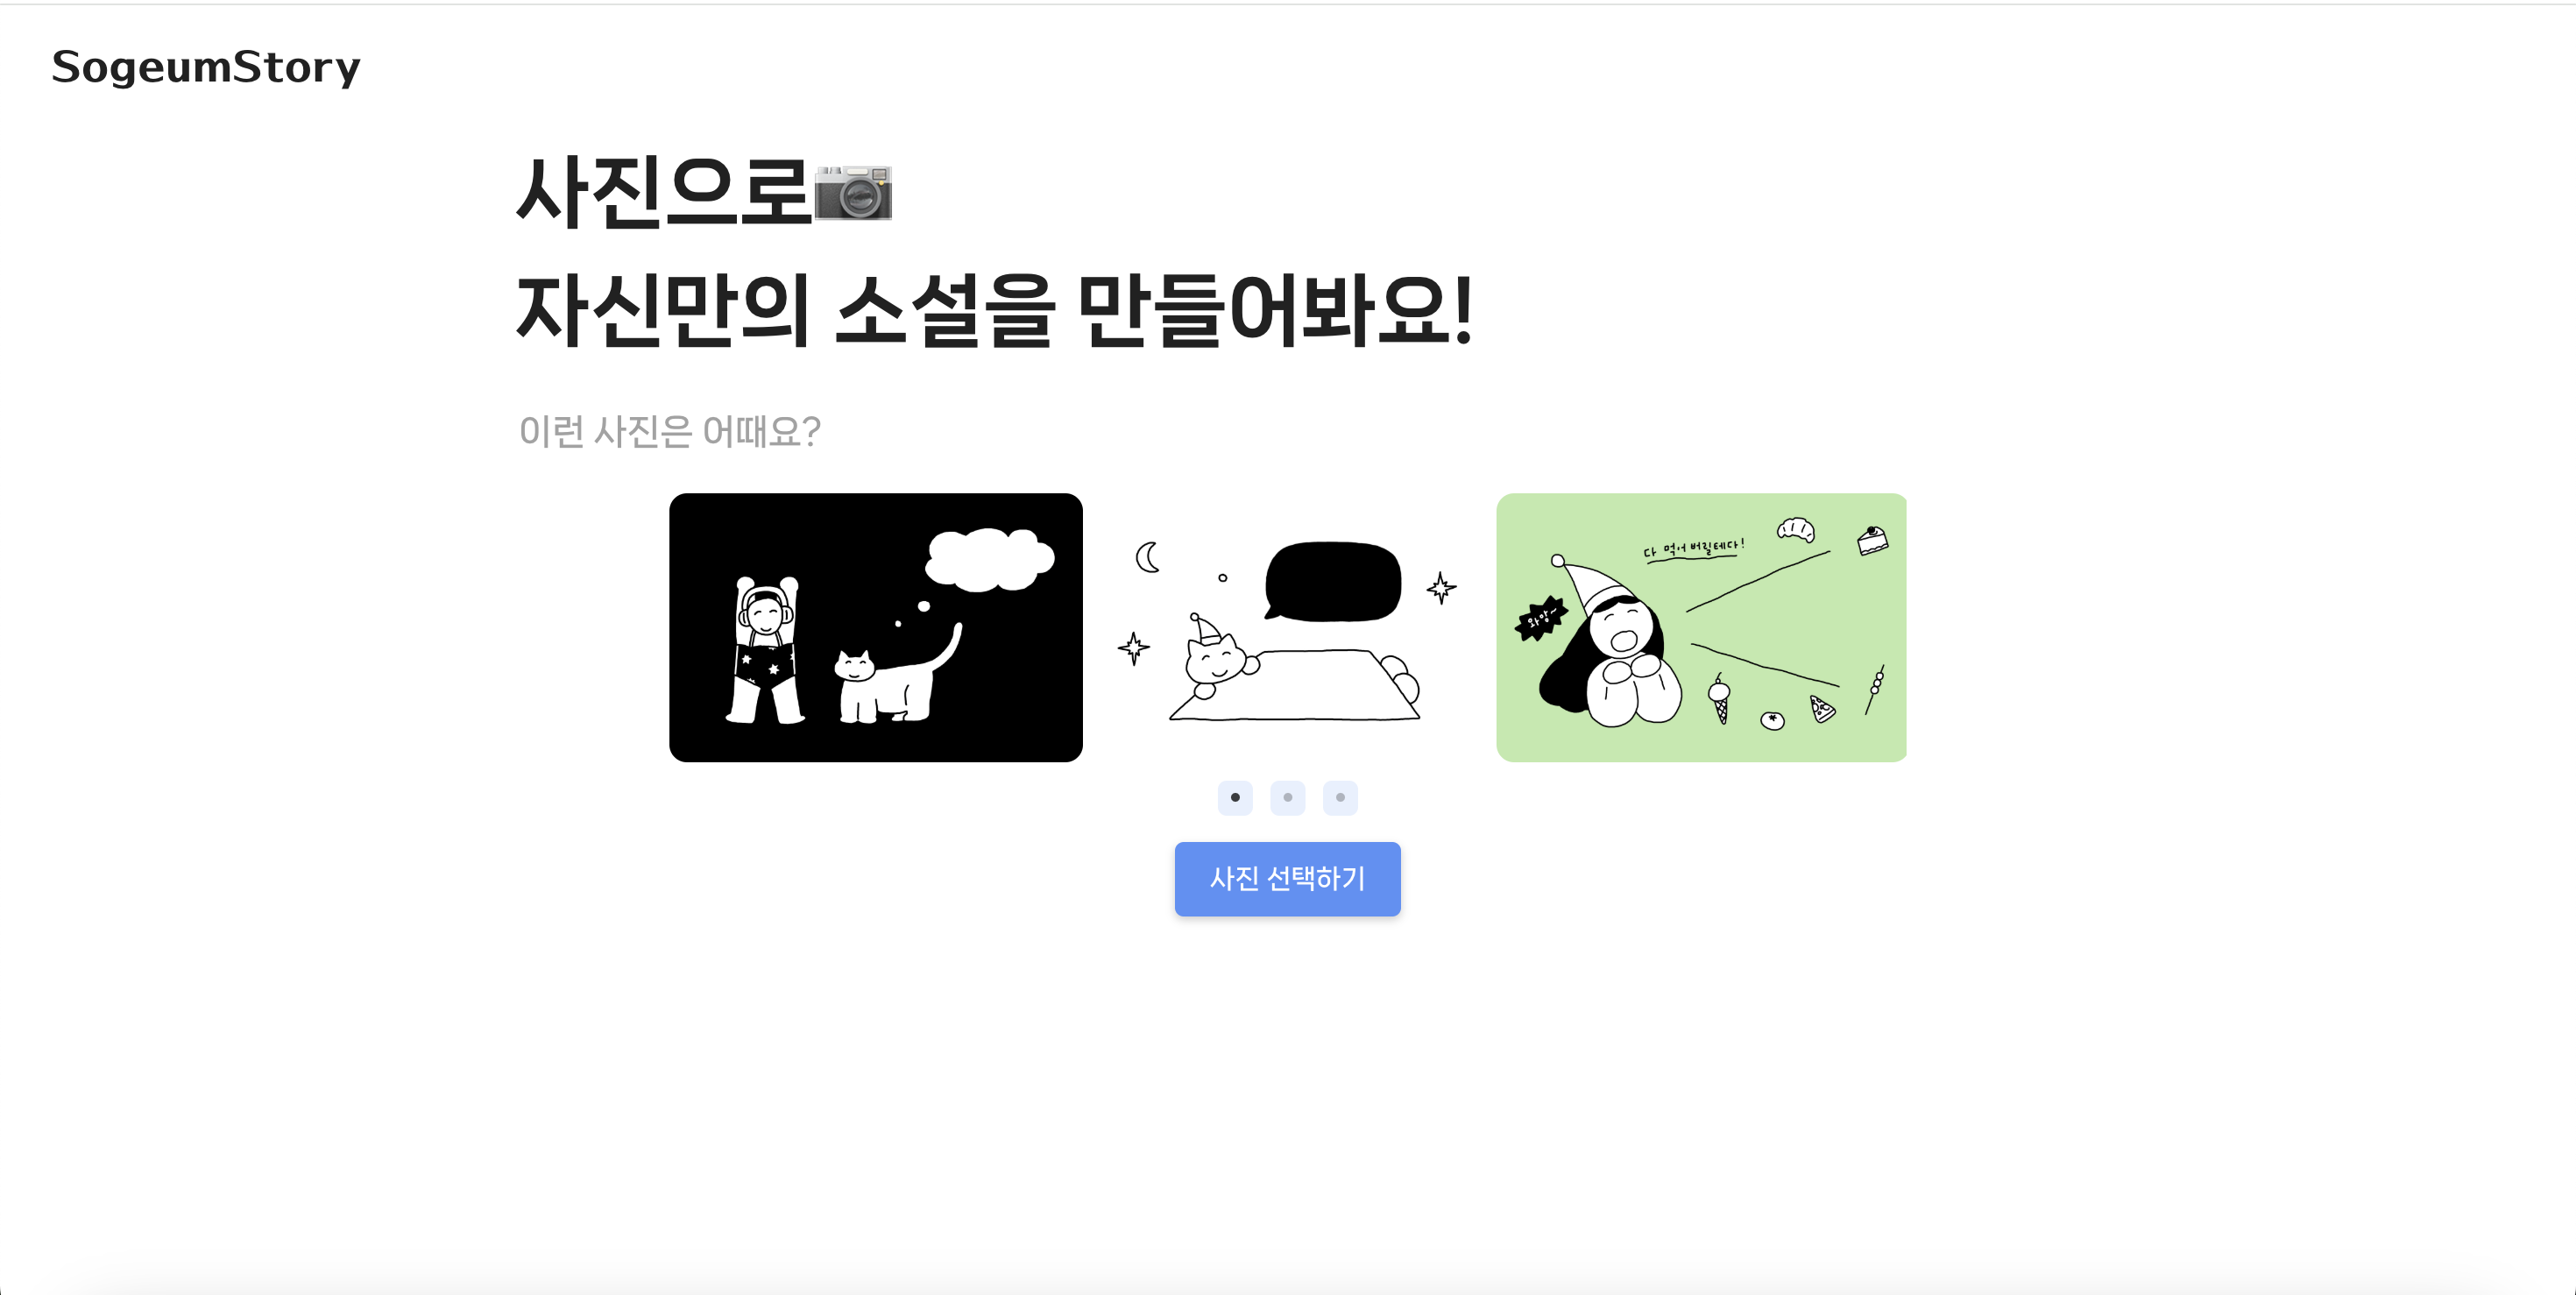 SogeumStory
사진으로📷
자신만의 소설을 만들어봐요!
이런 사진은 어때요?
다 먹어 버릴테다!
와앙~
사진 선택하기